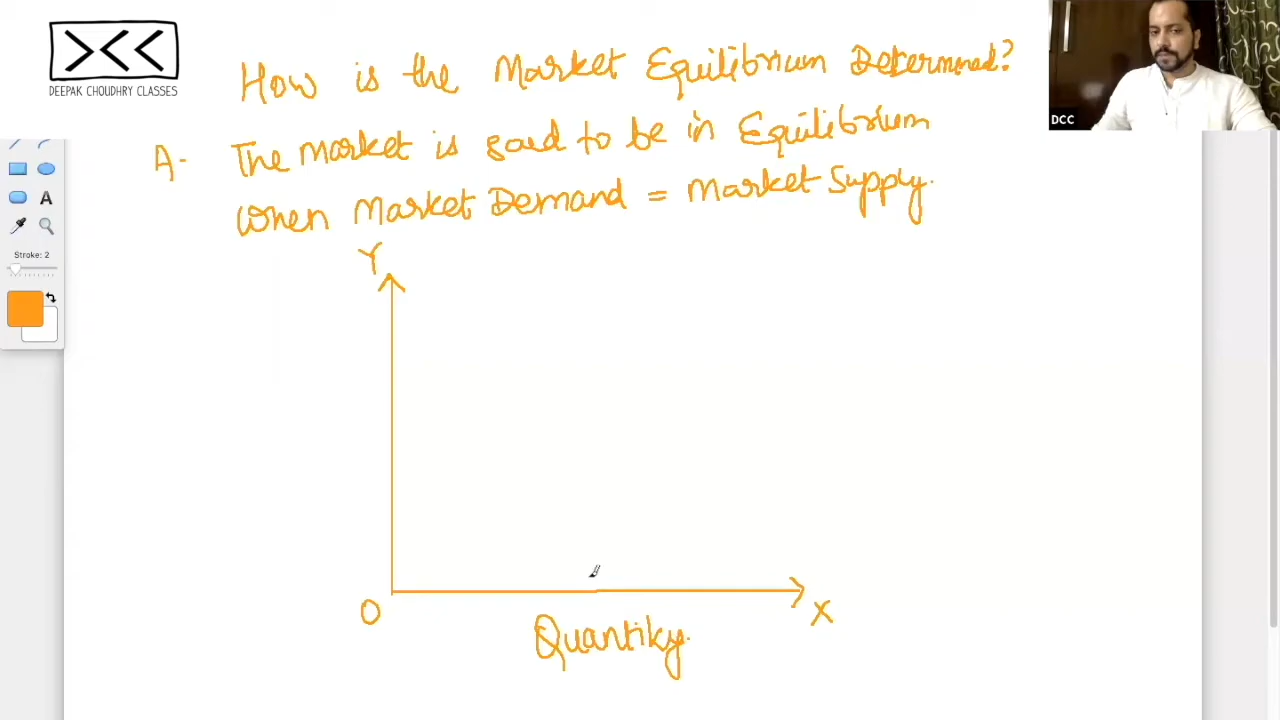 DEEPAK CHOUDHRY CLASSES
How is the Market Equilibrium Determined?
DCC
A- The Market is said to be in Equilibrium
when Market Demand = Market Supply.
A
Stroke: 2
Y
O
X
Quantity.